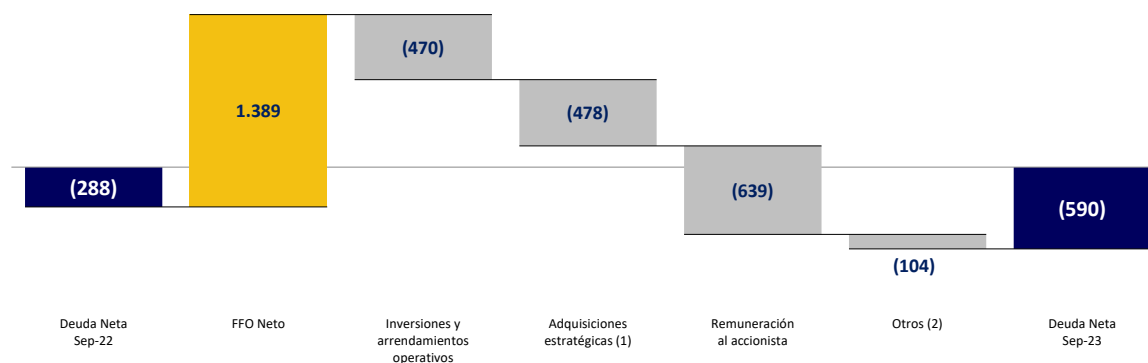 (470)
1.389
(478)
(288)
(639)
(590)
(104)
Deuda Neta
Sep-22
FFO Neto
Inversiones y
arrendamientos
operativos
Adquisiciones
estratégicas (1)
Remuneración
al accionista
Otros (2)
Deuda Neta
Sep-23